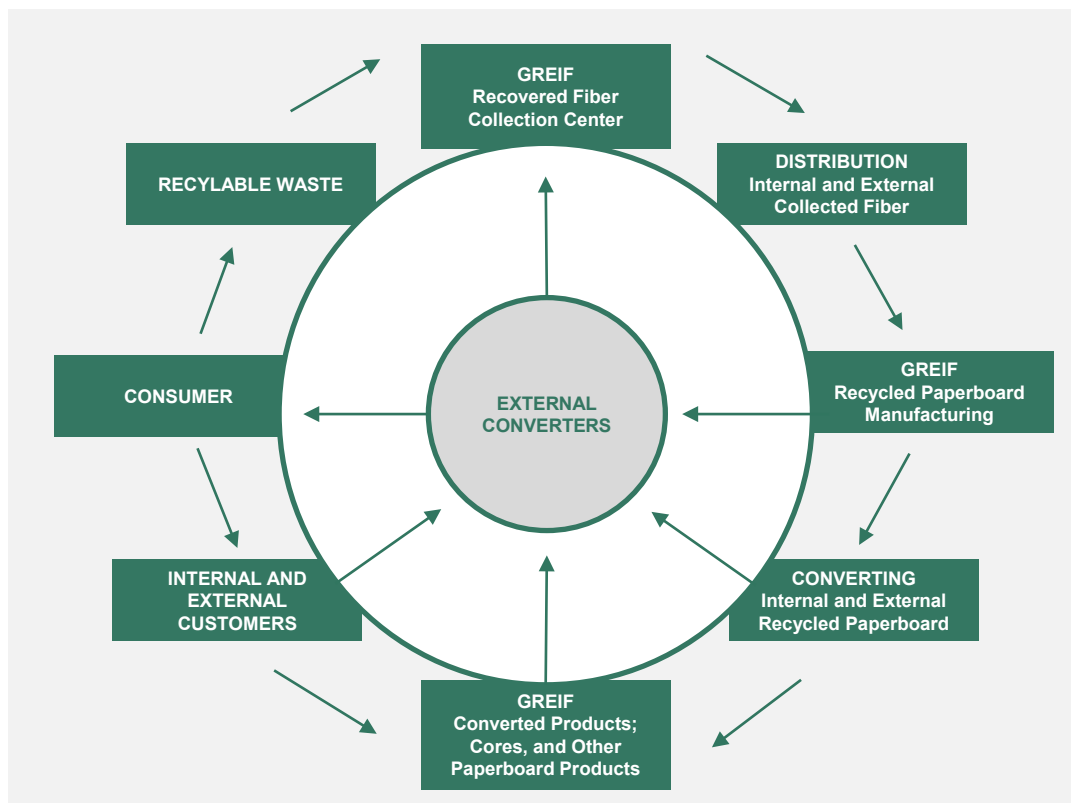 GREIF
Recovered Fiber
Collection Center
RECYLABLE WASTE
DISTRIBUTION
Internal and External
Collected Fiber
CONSUMER
EXTERNAL
CONVERTERS
GREIF
Recycled Paperboard
Manufacturing
INTERNAL AND
EXTERNAL
CUSTOMERS
CONVERTING
Internal and External
Recycled Paperboard
GREIF
Converted Products;
Cores, and Other
Paperboard Products